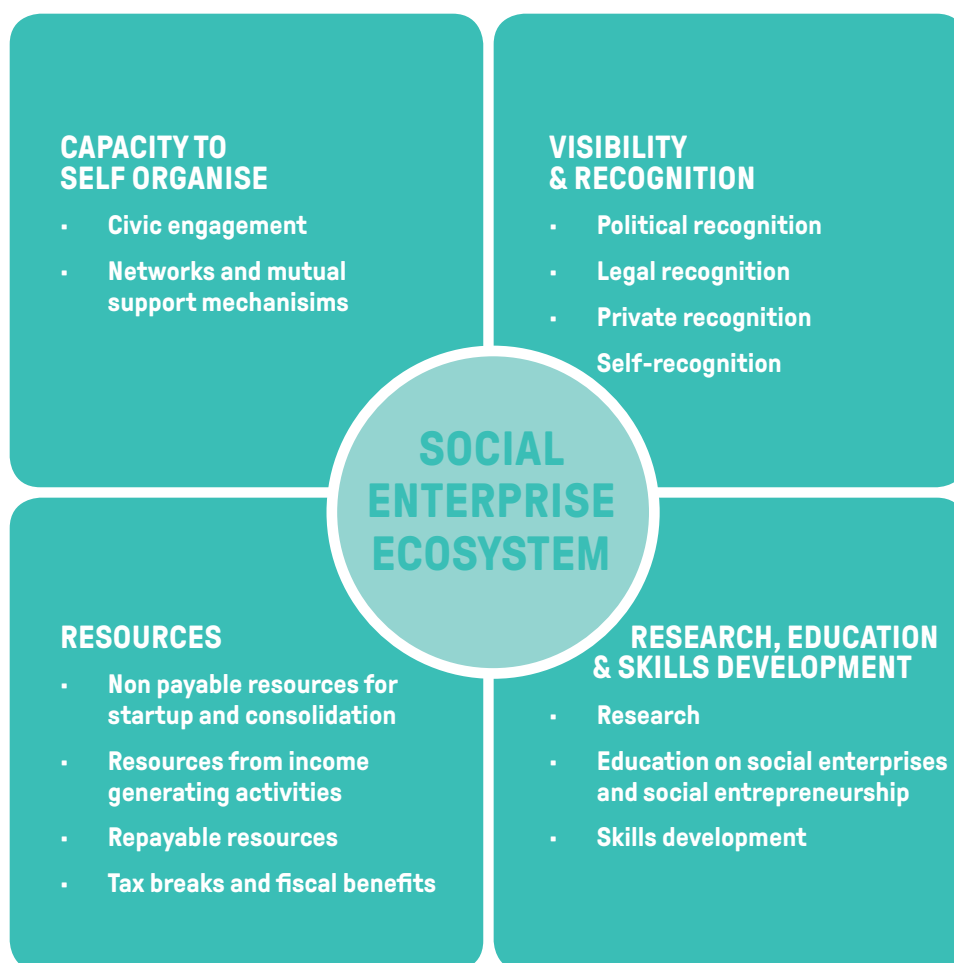 CAPACITY TO
SELF ORGANISE
▪ Civic engagement
▪ Networks and mutual
support mechanisims
VISIBILITY
& RECOGNITION
▪ Political recognition
▪ Legal recognition
▪ Private recognition
Self-recognition
SOCIAL
ENTERPRISE
ECOSYSTEM
RESOURCES
▪ Non payable resources for
startup and consolidation
▪ Resources from income
generating activities
▪ Repayable resources
▪ Tax breaks and fiscal benefits
RESEARCH, EDUCATION
& SKILLS DEVELOPMENT
▪ Research
▪ Education on social enterprises
and social entrepreneurship
▪ Skills development